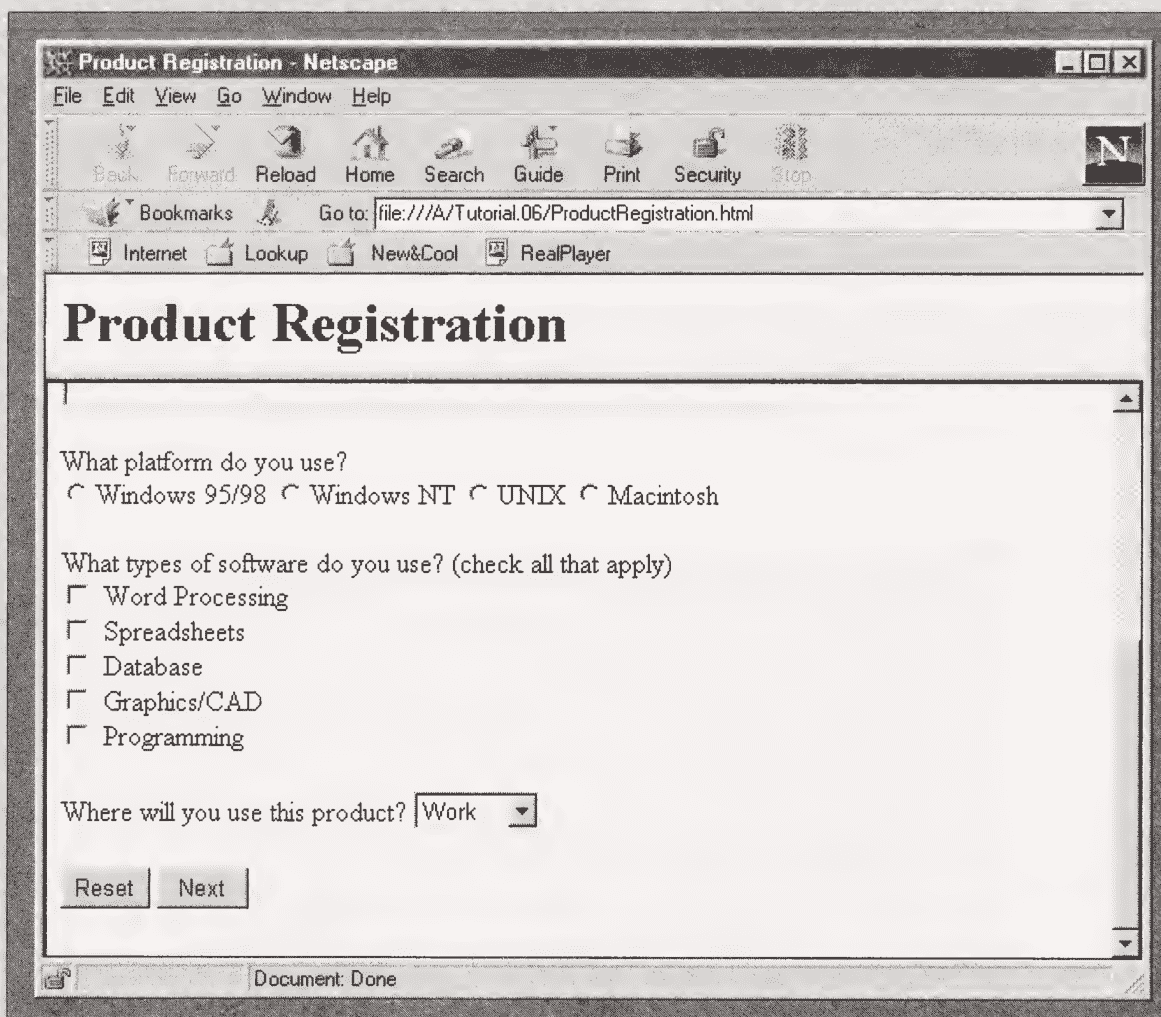 Product Registration - Netscape
File Edit View Go Window Help
Back Forward Reload Home Search Guide Print Security Stop
N
Bookmarks Go to: file:///A/Tutorial.06/ProductRegistration.html
Internet Lookup New&Cool RealPlayer
Product Registration
What platform do you use?
Windows 95/98 Windows NT UNIX Macintosh
What types of software do you use? (check all that apply)
Word Processing
Spreadsheets
Database
Graphics/CAD
Programming
Where will you use this product? Work
Reset Next
Document: Done